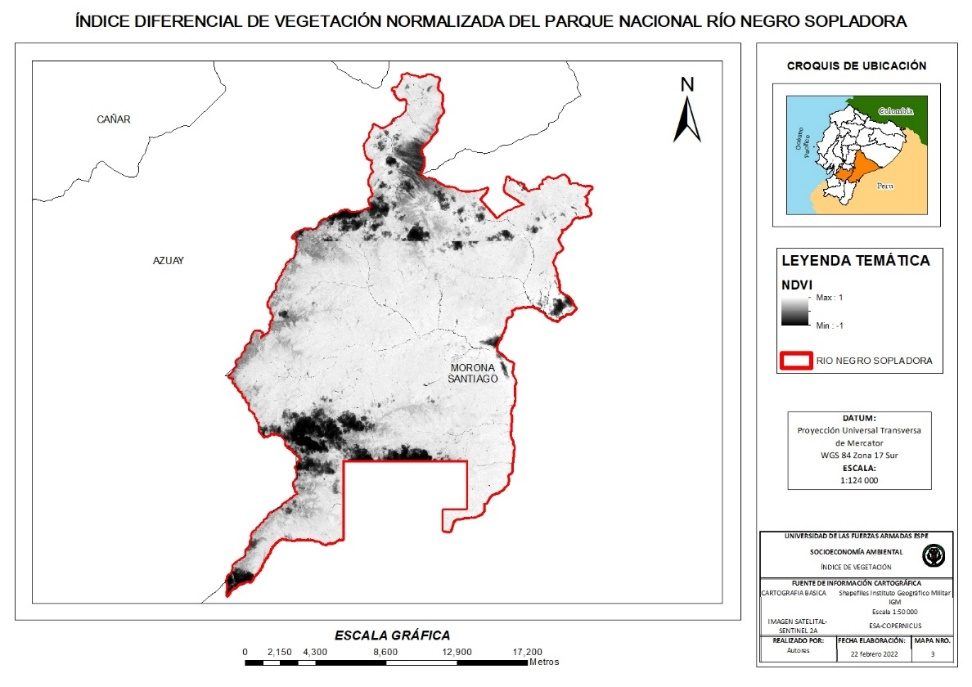 ÍNDICE DIFERENCIAL DE VEGETACIÓN NORMALIZADA DEL PARQUE NACIONAL RÍO NEGRO SOPLADORA
CAÑAR
N
AZUAY
MORONA
SANTIAGO
CROQUIS DE UBICACIÓN
Colombia
Océano
Pacífico
Perú
LEYENDA TEMÁTICA
NDVI
Max : 1
Min : -1
RIO NEGRO SOPLADORA
DATUM:
Proyección Universal Transversa
de Mercator
WGS 84 Zona 17 Sur
ESCALA:
1:124 000
UNIVERSIDAD DE LAS FUERZAS ARMADAS ESPE
SOCIOECONOMÍA AMBIENTAL
ÍNDICE DE VEGETACIÓN
FUENTE DE INFORMACIÓN CARTOGRÁFICA
CARTOGRAFIA BASICA Shapefiles Instituto Geográfico Militar
IGM
Escala 1:50 000
IMAGEN SATELITAL- ESA-COPERNICUS
SENTINEL 2A
REALIZADO POR: FECHA ELABORACIÓN: MAPA NRO.
Autores 22 febrero 2022 3
ESCALA GRÁFICA
0 2,150 4,300 8,600 12,900 17,200
Metros